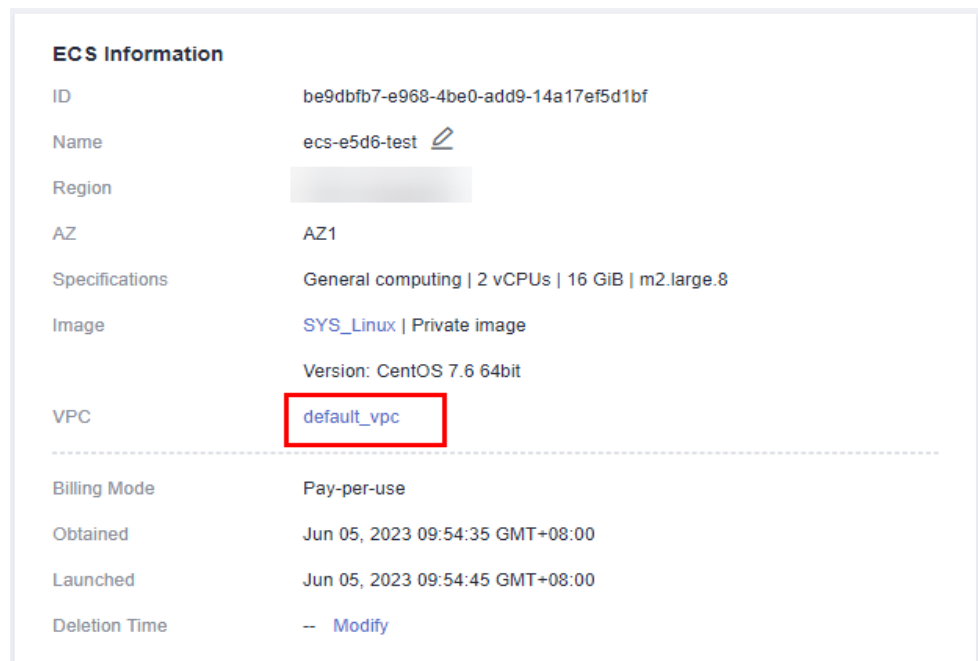 ECS Information
ID be9dbfb7-e968-4be0-add9-14a17ef5d1bf
Name ecs-e5d6-test
Region
AZ AZ1
Specifications General computing | 2 vCPUs | 16 GiB | m2.large.8
Image SYS_Linux | Private image
Version: CentOS 7.6 64bit
VPC default_vpc
Billing Mode Pay-per-use
Obtained Jun 05, 2023 09:54:35 GMT+08:00
Launched Jun 05, 2023 09:54:45 GMT+08:00
Deletion Time -- Modify